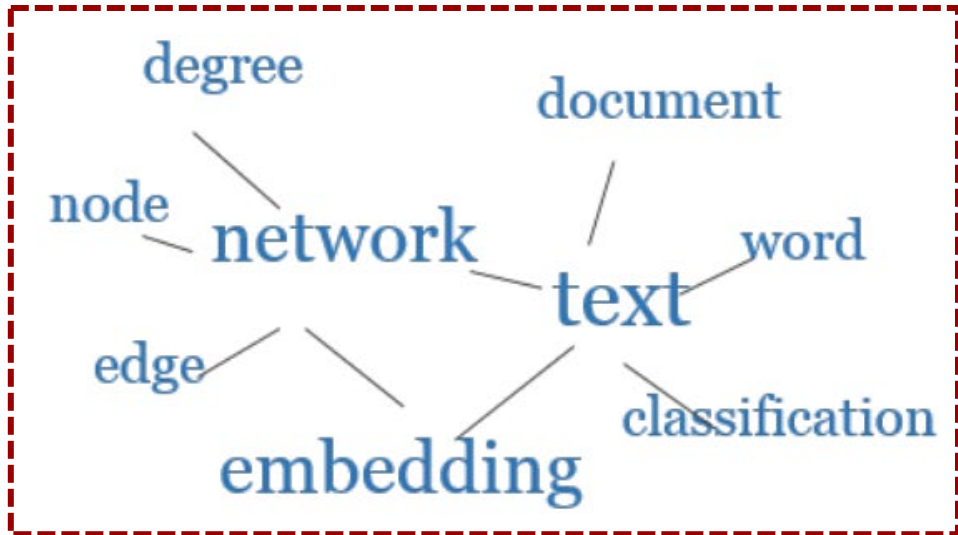 degree
document
node
network
word
text
edge
classification
embedding